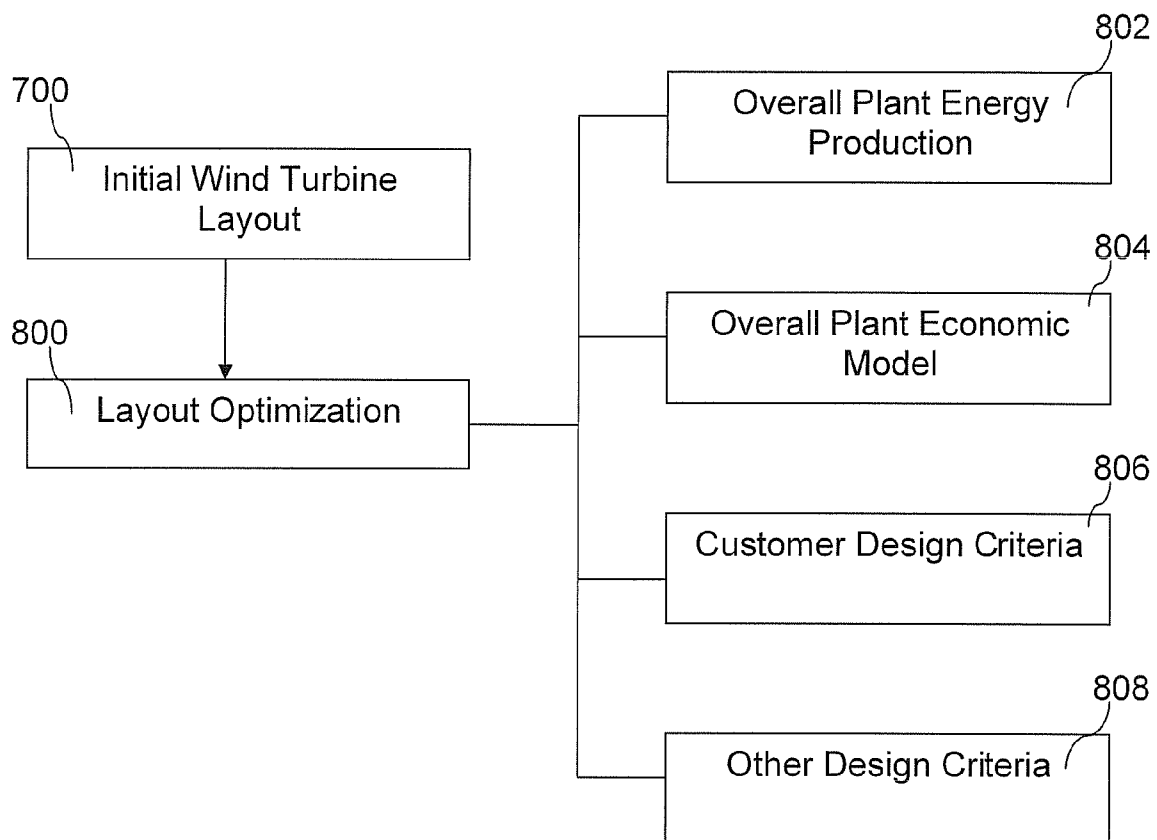 700
Initial Wind Turbine
Layout
800
Layout Optimization
802
Overall Plant Energy
Production
804
Overall Plant Economic
Model
806
Customer Design Criteria
808
Other Design Criteria